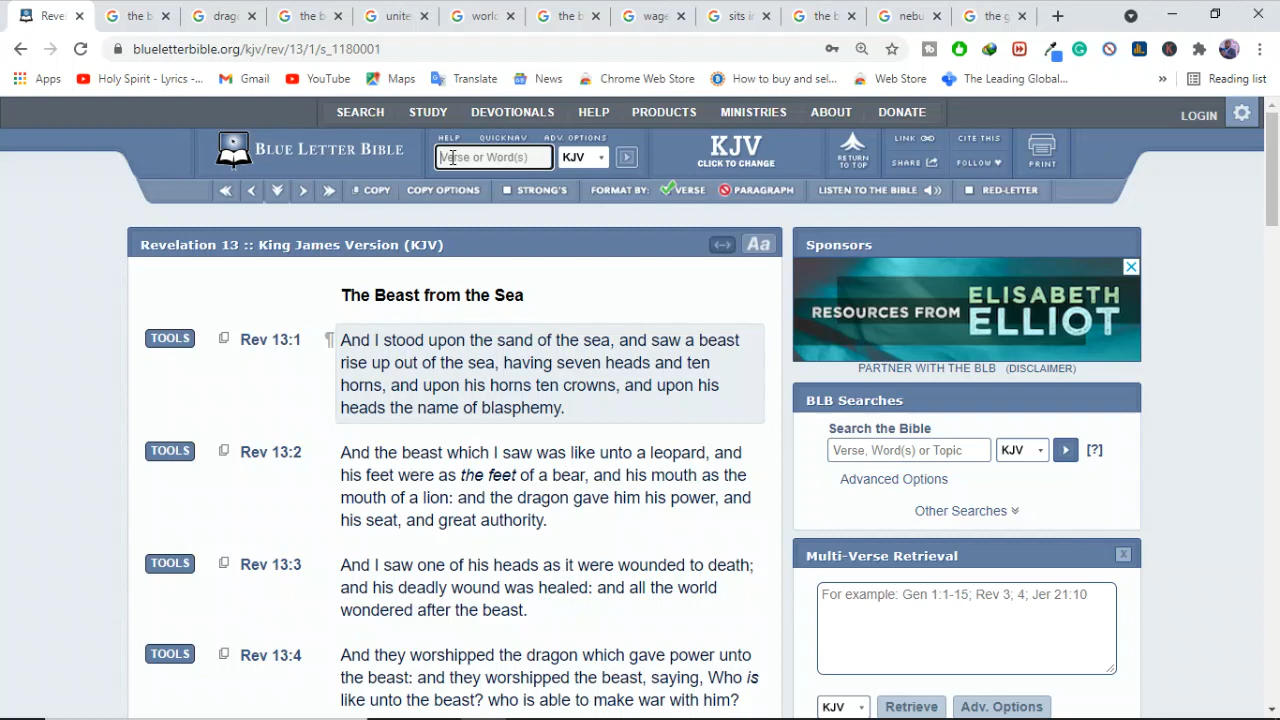 Revel
the b
drag
the b
unite
worl
the b
wage
sits i
the b
nebu
the g
blueletterbible.org/kjv/rev/13/1/s_1180001
Apps
Holy Spirit - Lyrics -...
Gmail
YouTube
Maps
Translate
News
Chrome Web Store
How to buy and sel...
Web Store
The Leading Global...
»
Reading list
SEARCH STUDY DEVOTIONALS HELP PRODUCTS MINISTRIES ABOUT DONATE
LOGIN
BLUE LETTER BIBLE
HELP QUICKNAV ADV. OPTIONS
Verse or Word(s)
KJV
KJV
CLICK TO CHANGE
RETURN
TO TOP
LINK
CITE THIS
SHARE
FOLLOW
PRINT
COPY
COPY OPTIONS
STRONG'S
FORMAT BY:
VERSE
PARAGRAPH
LISTEN TO THE BIBLE
RED-LETTER
Revelation 13 :: King James Version (KJV)
Aa
The Beast from the Sea
TOOLS
Rev 13:1
¶
And I stood upon the sand of the sea, and saw a beast
rise up out of the sea, having seven heads and ten
horns, and upon his horns ten crowns, and upon his
heads the name of blasphemy.
TOOLS
Rev 13:2
And the beast which I saw was like unto a leopard, and
his feet were as the feet of a bear, and his mouth as the
mouth of a lion: and the dragon gave him his power, and
his seat, and great authority.
TOOLS
Rev 13:3
And I saw one of his heads as it were wounded to death;
and his deadly wound was healed: and all the world
wondered after the beast.
TOOLS
Rev 13:4
And they worshipped the dragon which gave power unto
the beast: and they worshipped the beast, saying, Who is
like unto the beast? who is able to make war with him?
Sponsors
RESOURCES FROM
ELISABETH
ELLIOT
PARTNER WITH THE BLB (DISCLAIMER)
BLB Searches
Search the Bible
Verse, Word(s) or Topic
KJV
[?]
Advanced Options
Other Searches
Multi-Verse Retrieval
X
For example: Gen 1:1-15; Rev 3; 4; Jer 21:10
KJV
Retrieve
Adv. Options